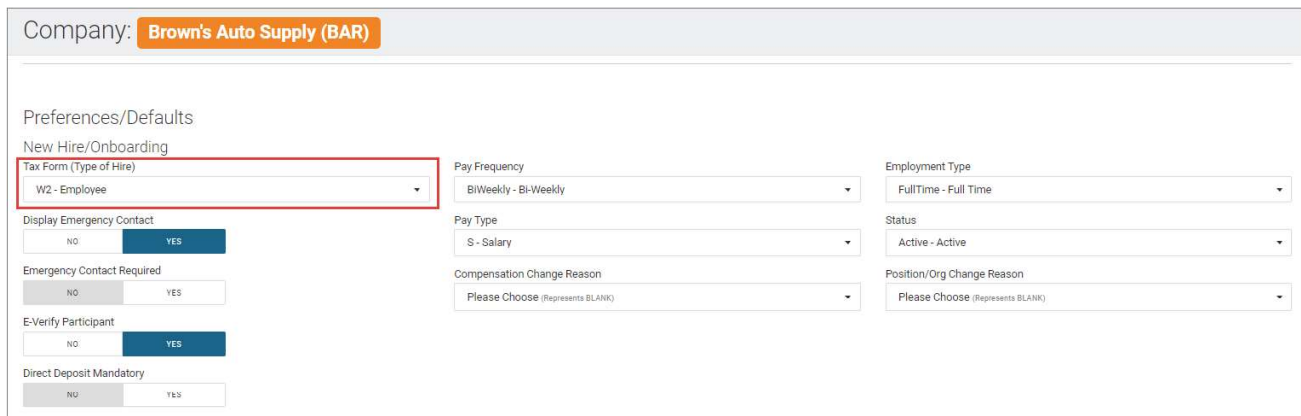 Company: Brown's Auto Supply (BAR)
Preferences/Defaults
New Hire/Onboarding
Tax Form (Type of Hire)
W2 - Employee
Display Emergency Contact
NO YES
Emergency Contact Required
NO YES
E-Verify Participant
NO YES
Direct Deposit Mandatory
NO YES
Pay Frequency
BiWeekly - Bi-Weekly
Pay Type
S - Salary
Compensation Change Reason
Please Choose (Represents BLANK)
Employment Type
FullTime - Full Time
Status
Active - Active
Position/Org Change Reason
Please Choose (Represents BLANK)